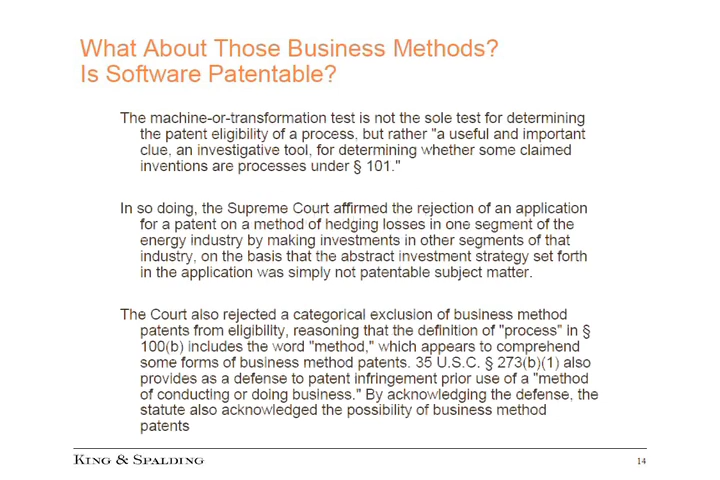 What About Those Business Methods?
Is Software Patentable?
The machine-or-transformation test is not the sole test for determining
the patent eligibility of a process, but rather "a useful and important
clue, an investigative tool, for determining whether some claimed
inventions are processes under § 101."
In so doing, the Supreme Court affirmed the rejection of an application
for a patent on a method of hedging losses in one segment of the
energy industry by making investments in other segments of that
industry, on the basis that the abstract investment strategy set forth
in the application was simply not patentable subject matter.
The Court also rejected a categorical exclusion of business method
patents from eligibility, reasoning that the definition of "process" in §
100(b) includes the word "method," which appears to comprehend
some forms of business method patents. 35 U.S.C. § 273(b)(1) also
provides as a defense to patent infringement prior use of a "method
of conducting or doing business." By acknowledging the defense, the
statute also acknowledged the possibility of business method
patents
KING & SPALDING
14